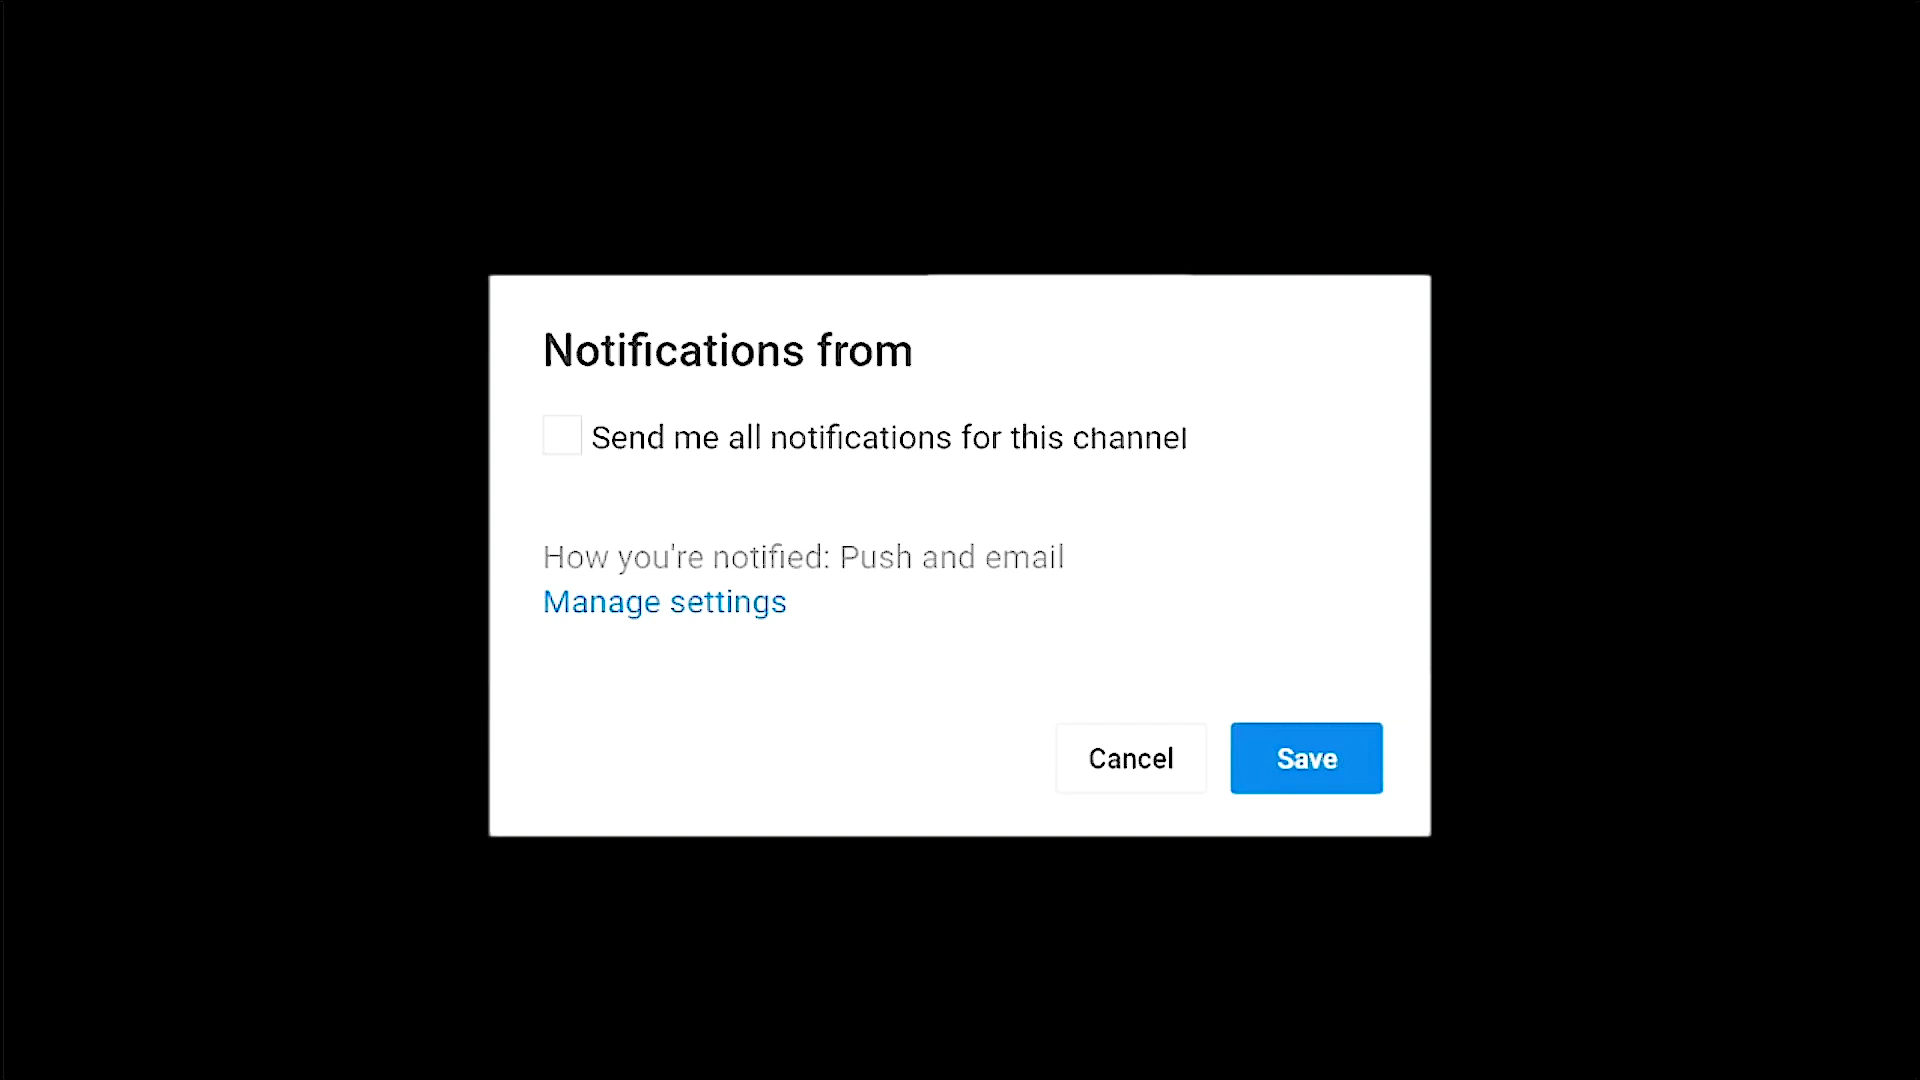 Notifications from
Send me all notifications for this channel
How you're notified: Push and email
Manage settings
Cancel
Save